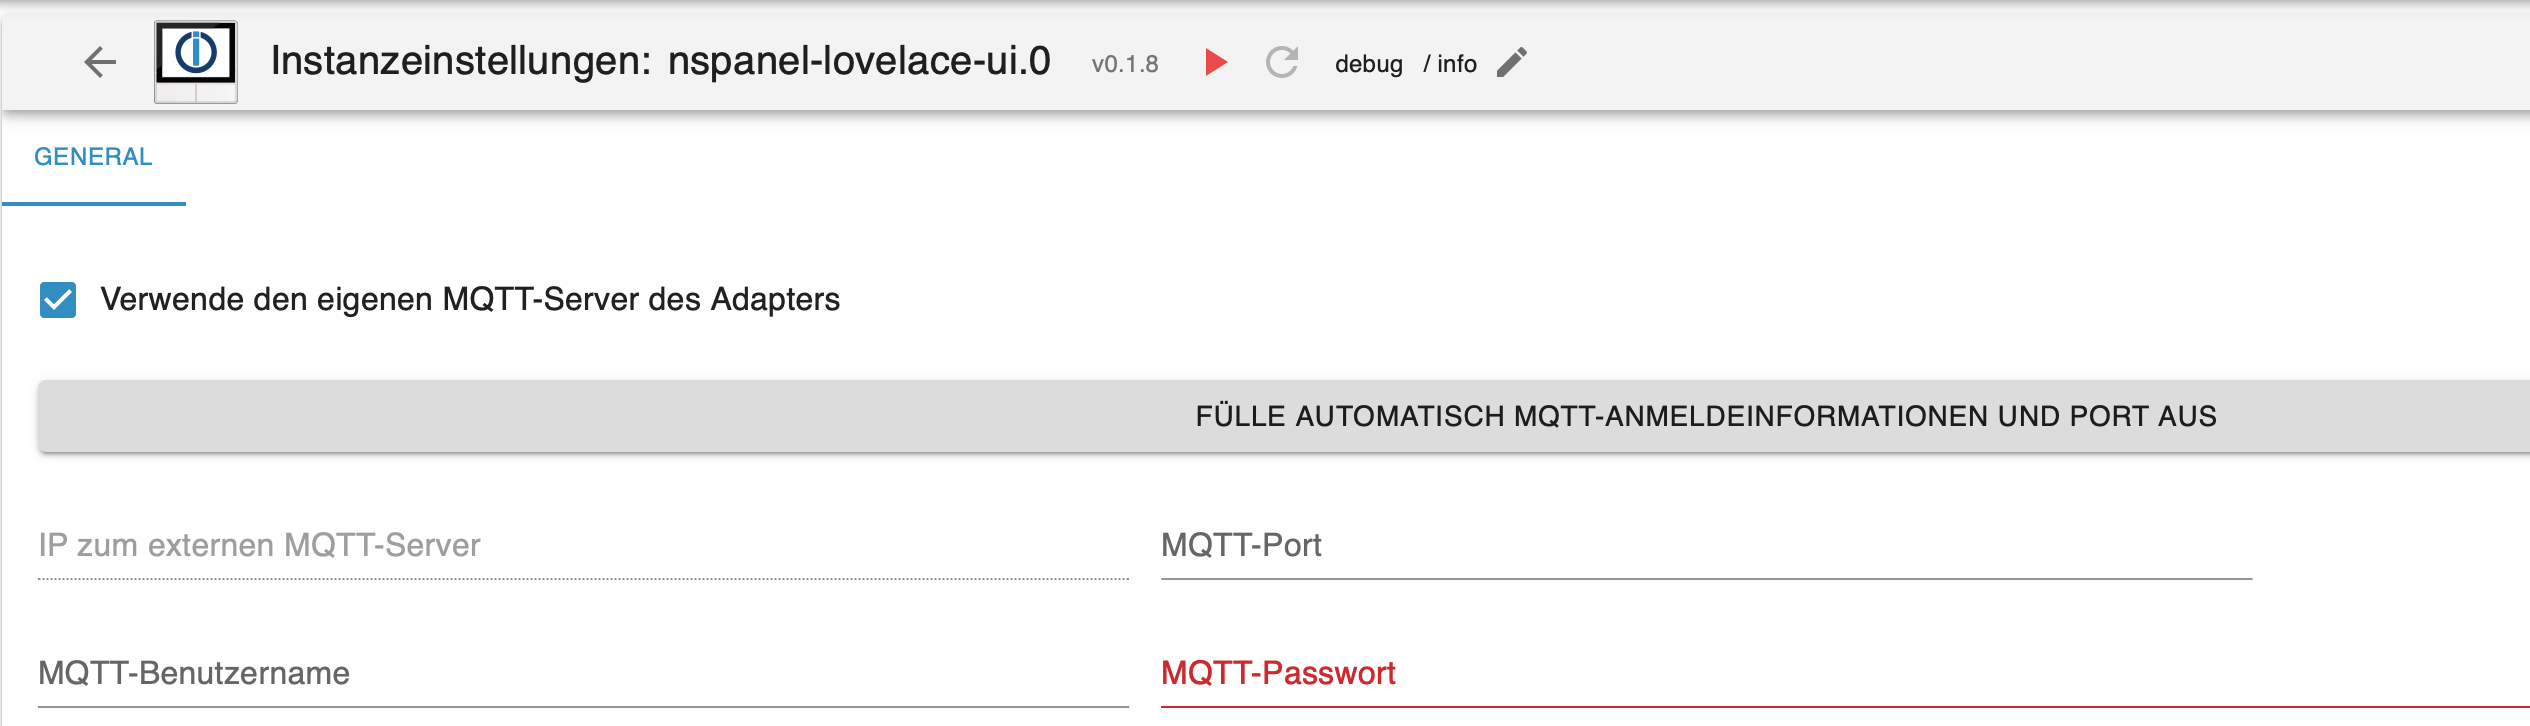 Instanzeinstellungen: nspanel-lovelace-ui.0 v0.1.8 debug / info
GENERAL
Verwende den eigenen MQTT-Server des Adapters
FÜLLE AUTOMATISCH MQTT-ANMELDEINFORMATIONEN UND PORT AUS
IP zum externen MQTT-Server MQTT-Port
MQTT-Benutzername MQTT-Passwort